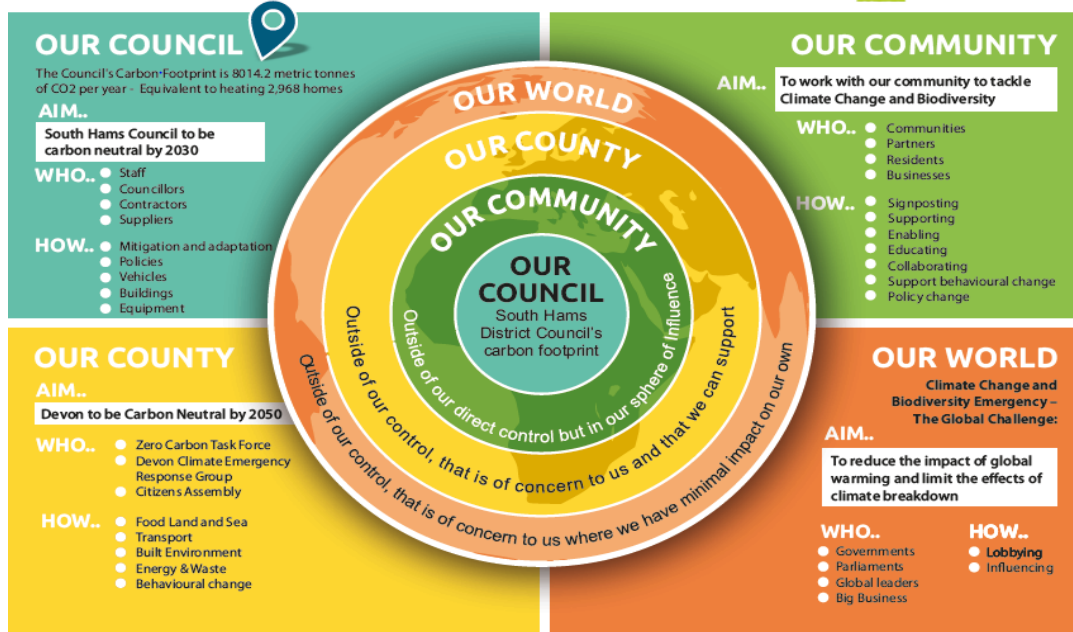 OUR COUNCIL
The Council's Carbon•Footprint is 8014.2 metric tonnes
of CO2 per year - Equivalent to heating 2,968 homes
AIM..
South Hams Council to be
carbon neutral by 2030
WHO..
Staff
Councillors
Contractors
Suppliers
HOW..
Mitigation and adaptation
Policies
Vehicles
Buildings
Equipment
OUR COMMUNITY
AIM..
To work with our community to tackle
Climate Change and Biodiversity
WHO..
Communities
Partners
Residents
Businesses
HOW..
Signposting
Supporting
Enabling
Educating
Collaborating
Support behavioural change
Policy change
OUR WORLD
OUR COUNTY
OUR COMMUNITY
OUR
COUNCIL
South Hams
District Council's
carbon footprint
Outside of our direct control but in our sphere of Influence
Outside of our control, that is of concern to us and that we can support
Outside of our control, that is of concern to us where we have minimal impact on our own
OUR COUNTY
AIM..
Devon to be Carbon Neutral by 2050
WHO..
Zero Carbon Task Force
Devon Climate Emergency
Response Group
Citizens Assembly
HOW..
Food Land and Sea
Transport
Built Environment
Energy & Waste
Behavioural change
OUR WORLD
Climate Change and
Biodiversity Emergency –
The Global Challenge:
AIM..
To reduce the impact of global
warming and limit the effects of
climate breakdown
WHO..
Governments
Parliaments
Global leaders
Big Business
HOW..
Lobbying
Influencing